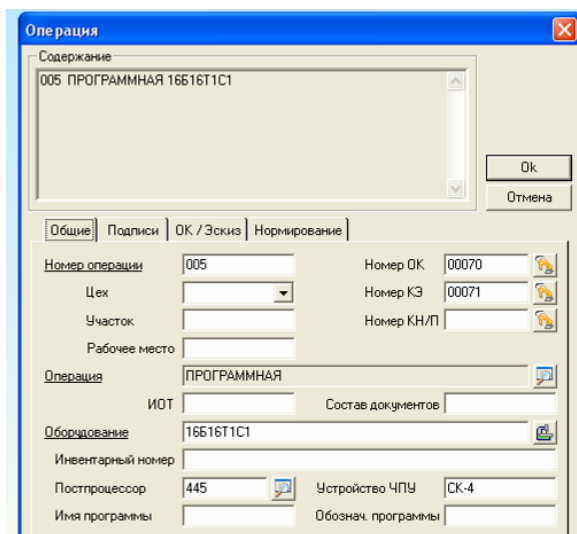 Операция
Содержание
005 ПРОГРАММНАЯ 16Б16Т1С1
Ok
Отмена
Общие Подписи ОК / Эскиз Нормирование
Номер операции 005 Номер ОК 00070
Цех Номер КЭ 00071
Участок Номер КН/П
Рабочее место
Операция ПРОГРАММНАЯ
ИОТ Состав документов
Оборудование 16Б16Т1С1
Инвентарный номер
Постпроцессор 445 Устройство ЧПУ СК-4
Имя программы Обознач. программы